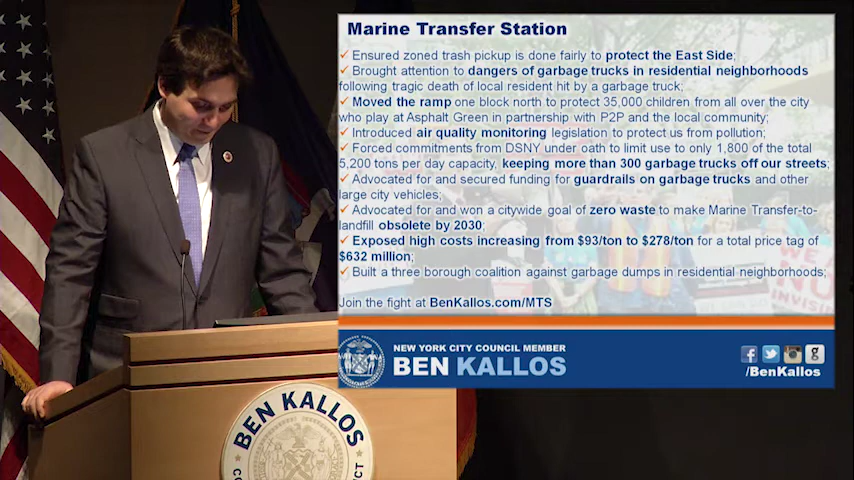 Marine Transfer Station
✓ Ensured zoned trash pickup is done fairly to protect the East Side;
✓ Brought attention to dangers of garbage trucks in residential neighborhoods
following tragic death of local resident hit by a garbage truck;
✓ Moved the ramp one block north to protect 35,000 children from all over the city
who play at Asphalt Green in partnership with P2P and the local community;
✓ Introduced air quality monitoring legislation to protect us from pollution;
✓ Forced commitments from DSNY under oath to limit use to only 1,800 of the total
5,200 tons per day capacity, keeping more than 300 garbage trucks off our streets;
✓ Advocated for and secured funding for guardrails on garbage trucks and other
large city vehicles;
✓ Advocated for and won a citywide goal of zero waste to make Marine Transfer-to-
landfill obsolete by 2030;
✓ Exposed high costs increasing from $93/ton to $278/ton for a total price tag of
$632 million;
✓ Built a three borough coalition against garbage dumps in residential neighborhoods;
Join the fight at BenKallos.com/MTS
NEW YORK CITY COUNCIL MEMBER
BEN KALLOS
/BenKallos
BEN KALLOS